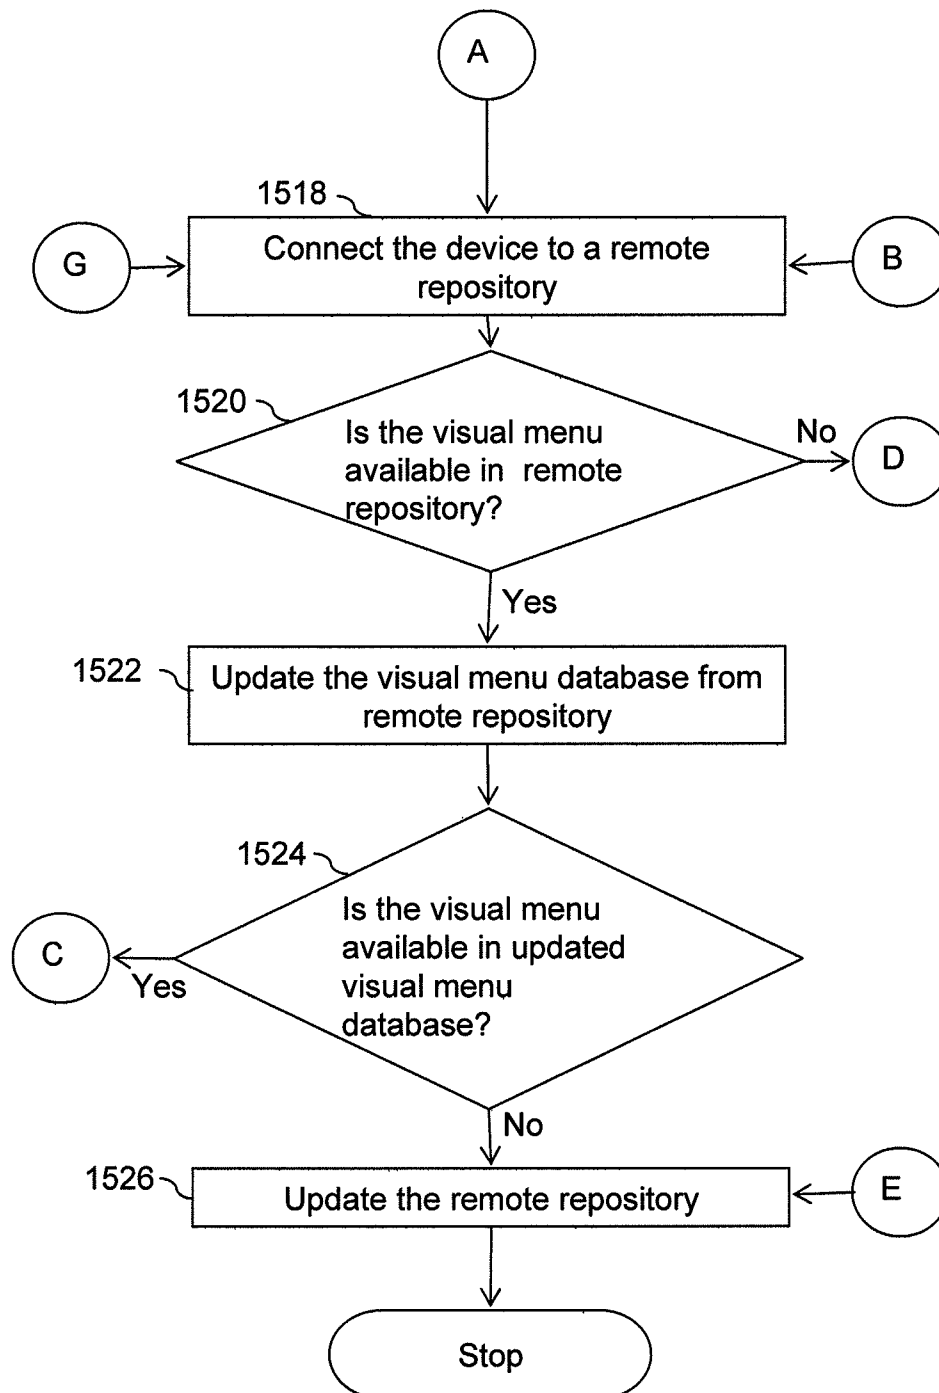 A
1518
G
Connect the device to a remote
repository
B
1520
Is the visual menu
available in remote
repository?
No
D
Yes
1522
Update the visual menu database from
remote repository
1524
Is the visual menu
available in updated
visual menu
database?
C
Yes
No
1526
Update the remote repository
E
Stop